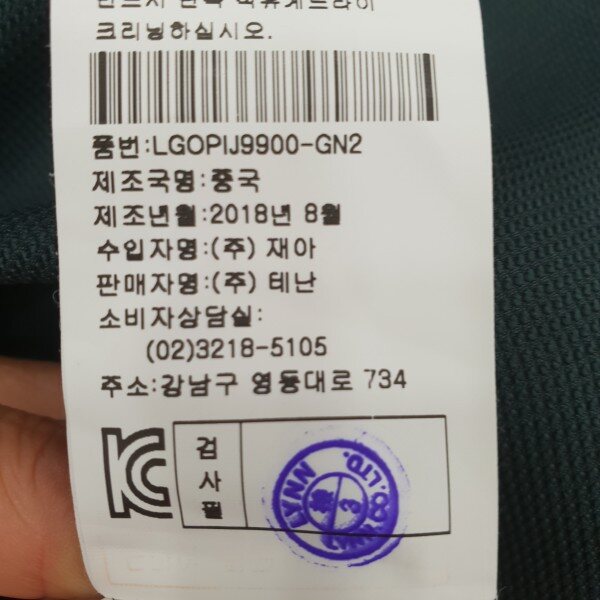 크리닝하십시오.
품번:LGOPIJ9900-GN2
제조국명:중국
제조년월:2018년 8월
수입자명:(주) 재아
판매자명:(주) 테난
소비자상담실:
(02)3218-5105
주소:강남구 영동대로 734
KC
검사필
LYNN
CO.,LTD.
3